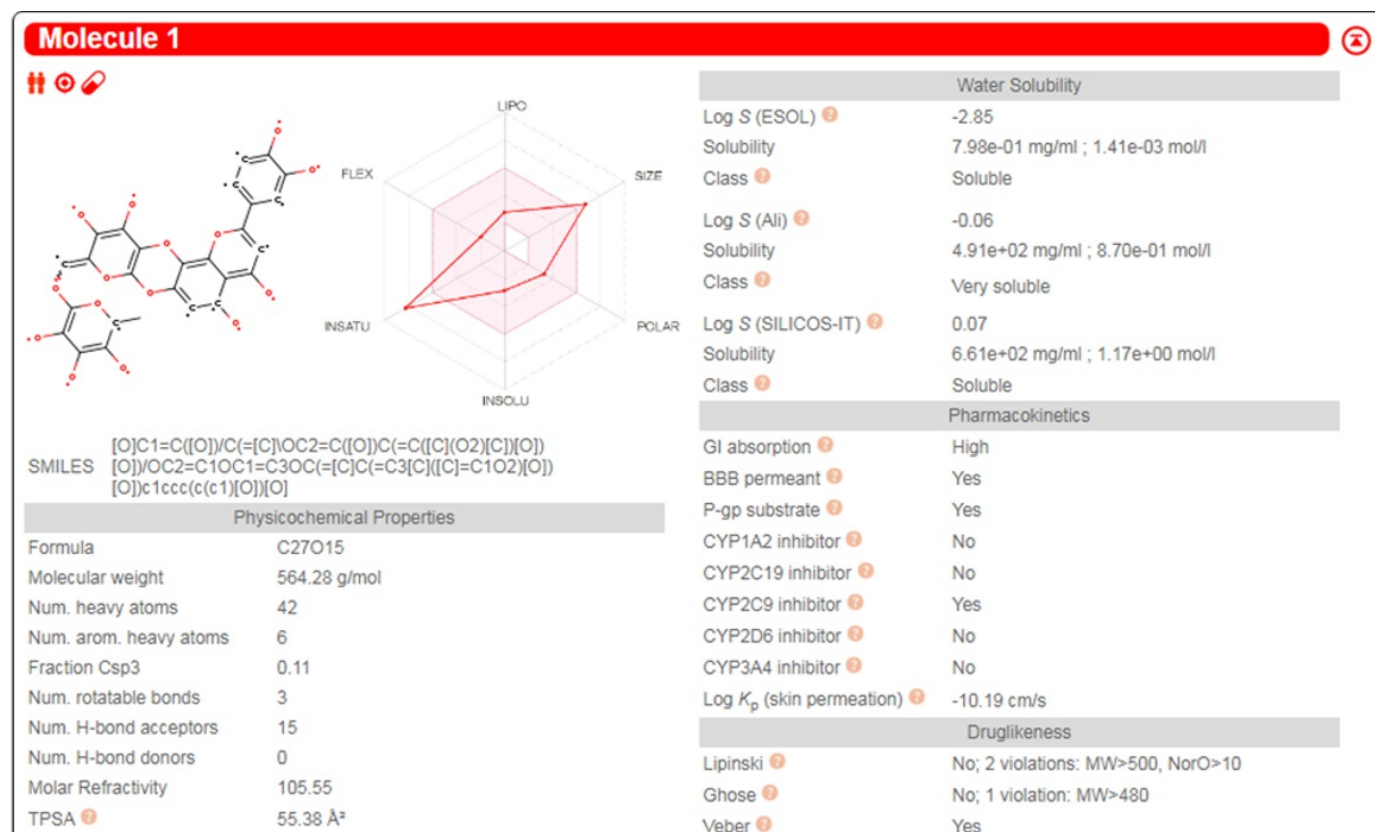 Molecule 1
LIPO
FLEX
SIZE
INSATU
POLAR
INSOLU
SMILES [O]C1=C([O])/C(=[C]\OC2=C([O])C(=C([C](O2)[C])[O])
[O])/OC2=C1OC1=C3OC(=[C]C(=C3[C]([C]=C1O2)[O])
[O])c1ccc(c(c1)[O])[O]
Physicochemical Properties
Formula C27O15
Molecular weight 564.28 g/mol
Num. heavy atoms 42
Num. arom. heavy atoms 6
Fraction Csp3 0.11
Num. rotatable bonds 3
Num. H-bond acceptors 15
Num. H-bond donors 0
Molar Refractivity 105.55
TPSA 55.38 Å²
Water Solubility
Log S (ESOL) -2.85
Solubility 7.98e-01 mg/ml ; 1.41e-03 mol/l
Class Soluble
Log S (Ali) -0.06
Solubility 4.91e+02 mg/ml ; 8.70e-01 mol/l
Class Very soluble
Log S (SILICOS-IT) 0.07
Solubility 6.61e+02 mg/ml ; 1.17e+00 mol/l
Class Soluble
Pharmacokinetics
GI absorption High
BBB permeant Yes
P-gp substrate Yes
CYP1A2 inhibitor No
CYP2C19 inhibitor No
CYP2C9 inhibitor Yes
CYP2D6 inhibitor No
CYP3A4 inhibitor No
Log Kp (skin permeation) -10.19 cm/s
Druglikeness
Lipinski No; 2 violations: MW>500, NorO>10
Ghose No; 1 violation: MW>480
Veber Yes